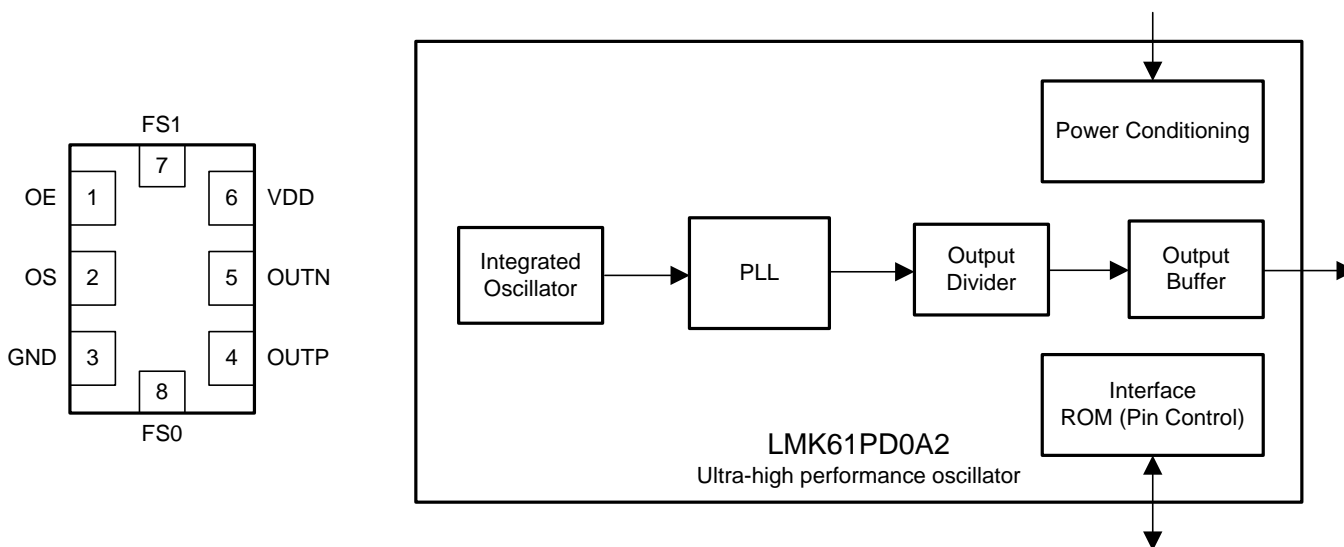 FS1
7
OE 1 6 VDD
OS 2 5 OUTN
GND 3 4 OUTP
8
FS0
Power Conditioning
Integrated
Oscillator
PLL
Output
Divider
Output
Buffer
Interface
ROM (Pin Control)
LMK61PD0A2
Ultra-high performance oscillator